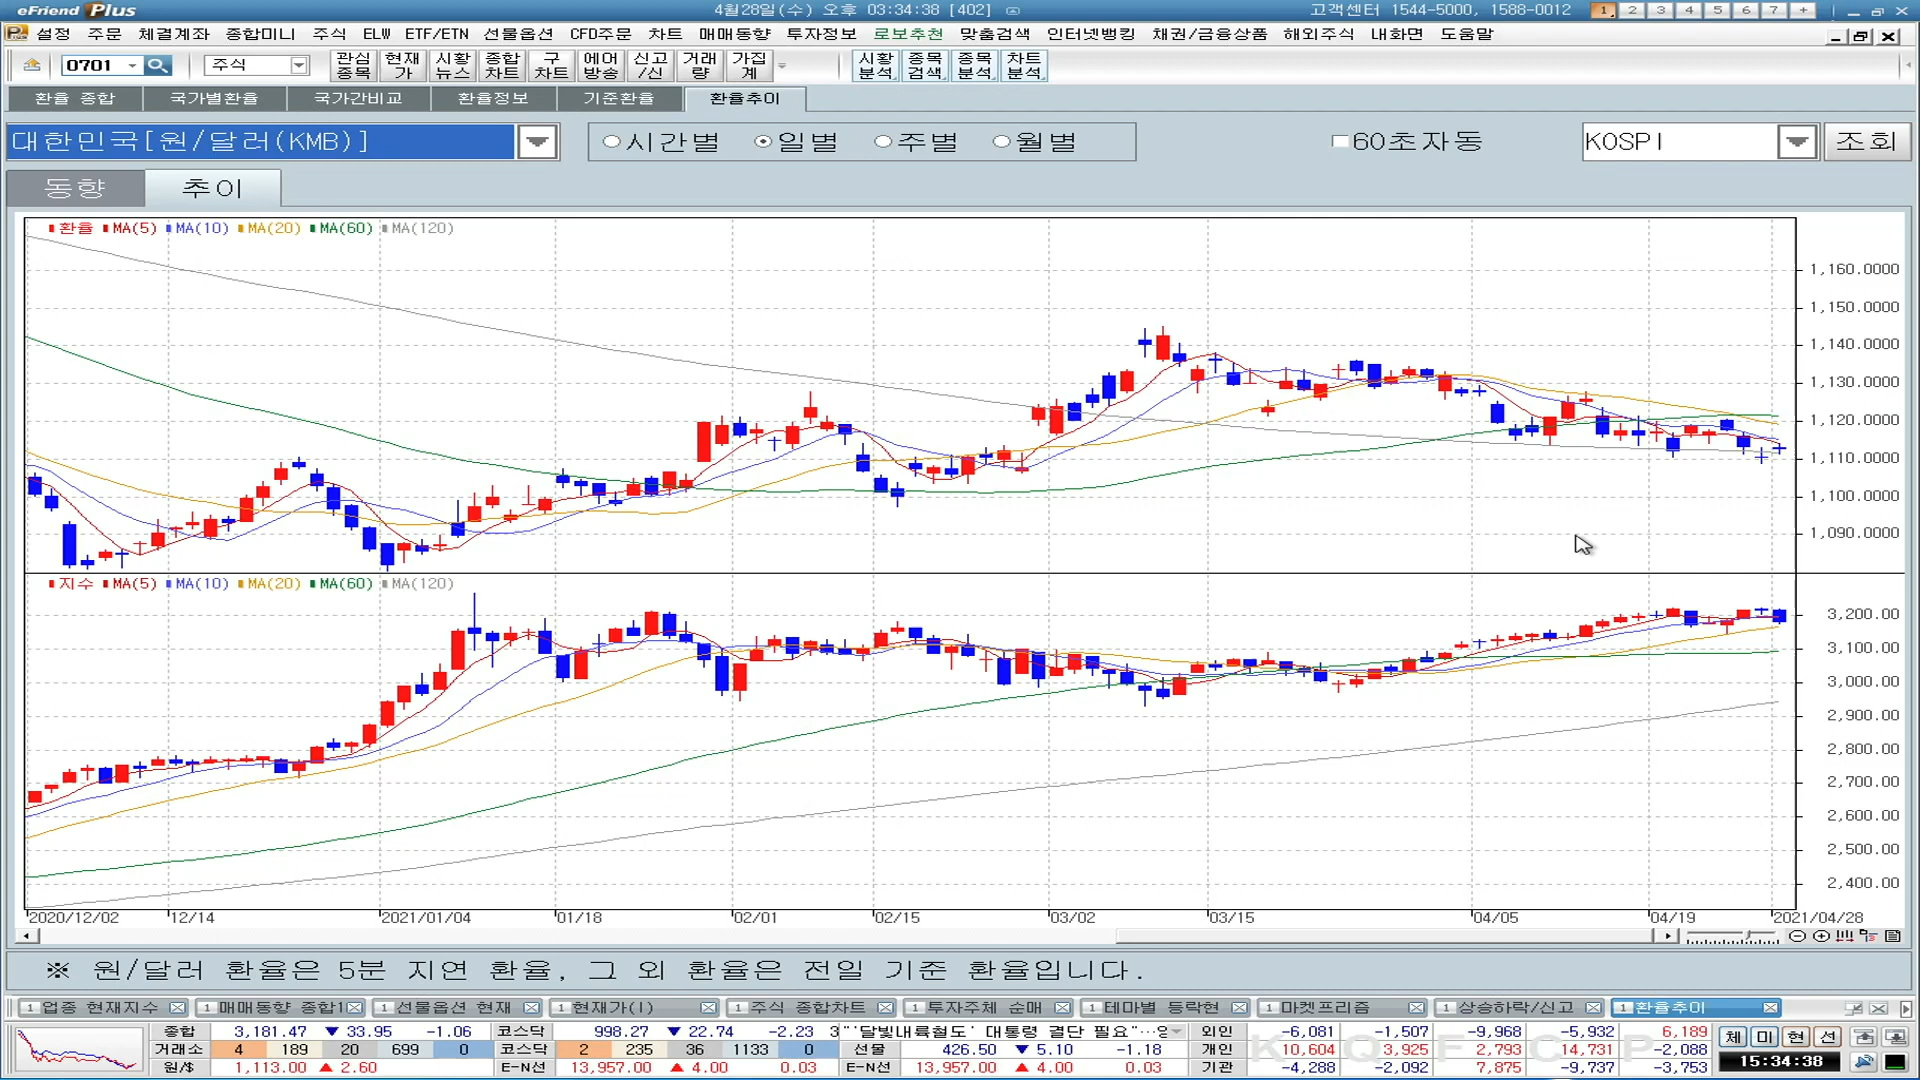 eFriend Plus 4월28일(수) 오후 03:34:38 [402] 고객센터 1544-5000, 1588-0012 1 2 3 4 5 6 7 +
설정 주문 체결계좌 종합미니 주식 ELW ETF/ETN 선물옵션 CFD주문 차트 매매동향 투자정보 로보추천 맞춤검색 인터넷뱅킹 채권/금융상품 해외주식 내화면 도움말
0701 주식 관심종목 현재가 시황뉴스 종합차트 구차트 에어방송 신고/신 거래량 가집계 시황분석 종목검색 종목분석 차트분석
환율 종합 국가별환율 국가간비교 환율정보 기준환율 환율추이
대한민국[원/달러(KMB)] 시간별 일별 주별 월별 60초자동 KOSPI 조회
동향 추이
환율 MA(5) MA(10) MA(20) MA(60) MA(120)
1,160.0000
1,150.0000
1,140.0000
1,130.0000
1,120.0000
1,110.0000
1,100.0000
1,090.0000
지수 MA(5) MA(10) MA(20) MA(60) MA(120)
3,200.00
3,100.00
3,000.00
2,900.00
2,800.00
2,700.00
2,600.00
2,500.00
2,400.00
2020/12/02 12/14 2021/01/04 01/18 02/01 02/15 03/02 03/15 04/05 04/19 2021/04/28
※ 원/달러 환율은 5분 지연 환율, 그 외 환율은 전일 기준 환율입니다.
1 업종 현재지수 1 매매동향 종합1 1 선물옵션 현재 1 현재가(I) 1 주식 종합차트 1 투자주체 순매 1 테마별 등락현 1 마켓프리즘 1 상승하락/신고 1 환율추이
종합 3,181.47 ▼ 33.95 -1.06 코스닥 998.27 ▼ 22.74 -2.23 3"'달빛내륙철도' 대통령 결단 필요"… 외인 -6,081 -1,507 -9,968 -5,932 6,189 체 미 현 선
거래소 4 189 20 699 0 코스닥 2 235 36 1133 0 선물 426.50 ▼ 5.10 -1.18 개인 10,604 3,925 2,793 14,731 -2,088
원/$ 1,113.00 ▲ 2.60 E-N선 13,957.00 ▲ 4.00 0.03 E-N선 13,957.00 ▲ 4.00 0.03 기관 -4,288 -2,092 7,875 -9,737 -3,753 15:34:38
K Q F C P